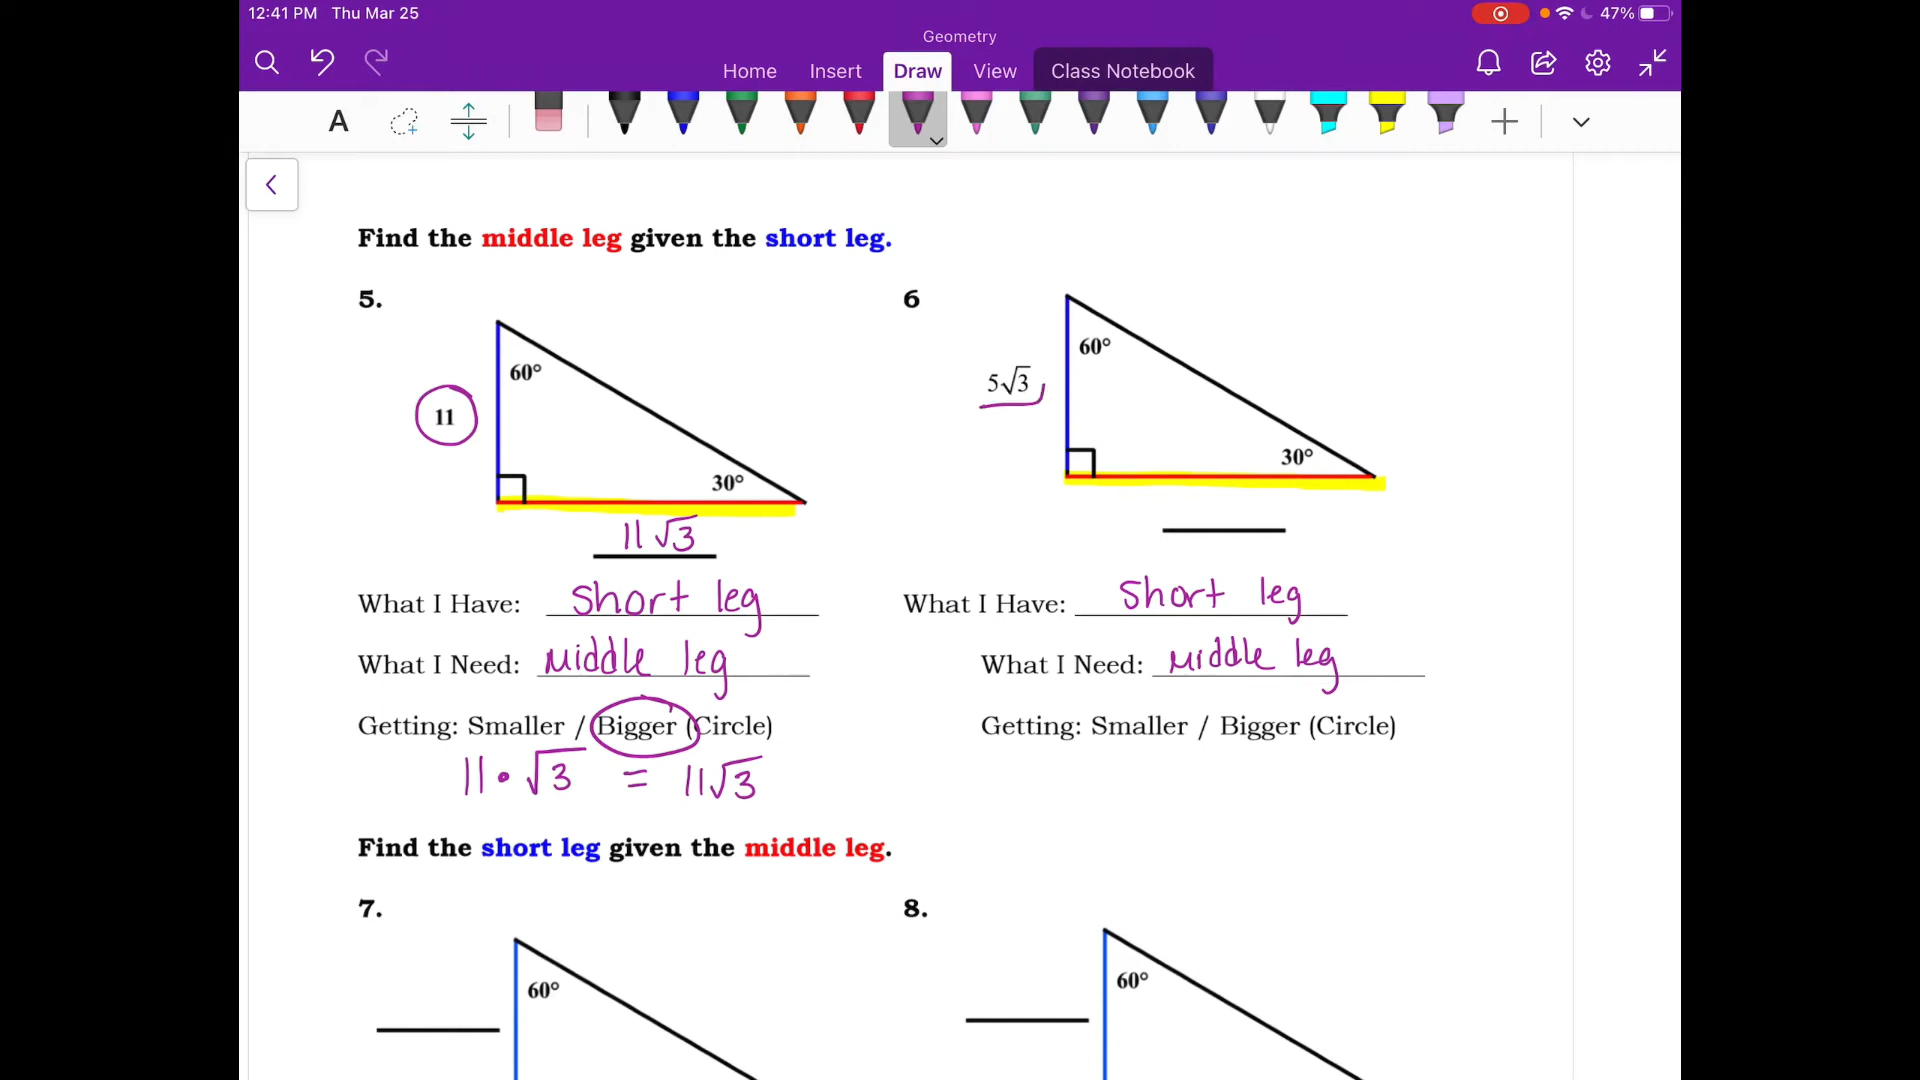 12:41 PM Thu Mar 25
47%
Geometry
Home Insert Draw View Class Notebook
A
Find the middle leg given the short leg.
5.
60°
11
30°
11√3
What I Have: short leg
What I Need: middle leg
Getting: Smaller / Bigger (Circle)
11 • √3 = 11√3
6
60°
5√3
30°
What I Have: short leg
What I Need: middle leg
Getting: Smaller / Bigger (Circle)
Find the short leg given the middle leg.
7.
60°
8.
60°